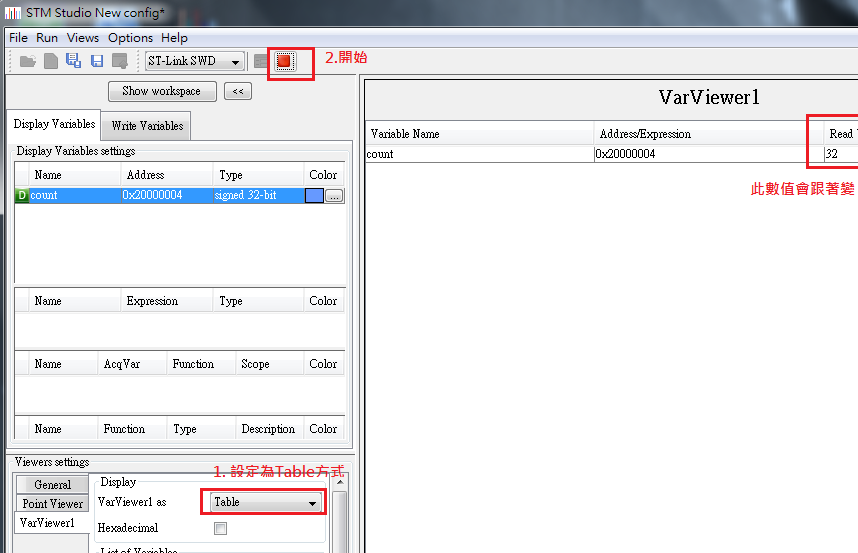 STM Studio New config*
File Run Views Options Help
ST-Link SWD
2.開始
Show workspace
<<
Display Variables
Write Variables
Display Variables settings
Name Address Type Color
D count 0x20000004 signed 32-bit ...
Name Expression Type Color
Name AcqVar Function Scope Color
Name Function Type Description Color
Viewers settings
1. 設定為Table方式
General
Point Viewer
VarViewer1
Display
VarViewer1 as Table
Hexadecimal
List of Variables
VarViewer1
Variable Name Address/Expression Read
count 0x20000004 32
此數值會跟著變